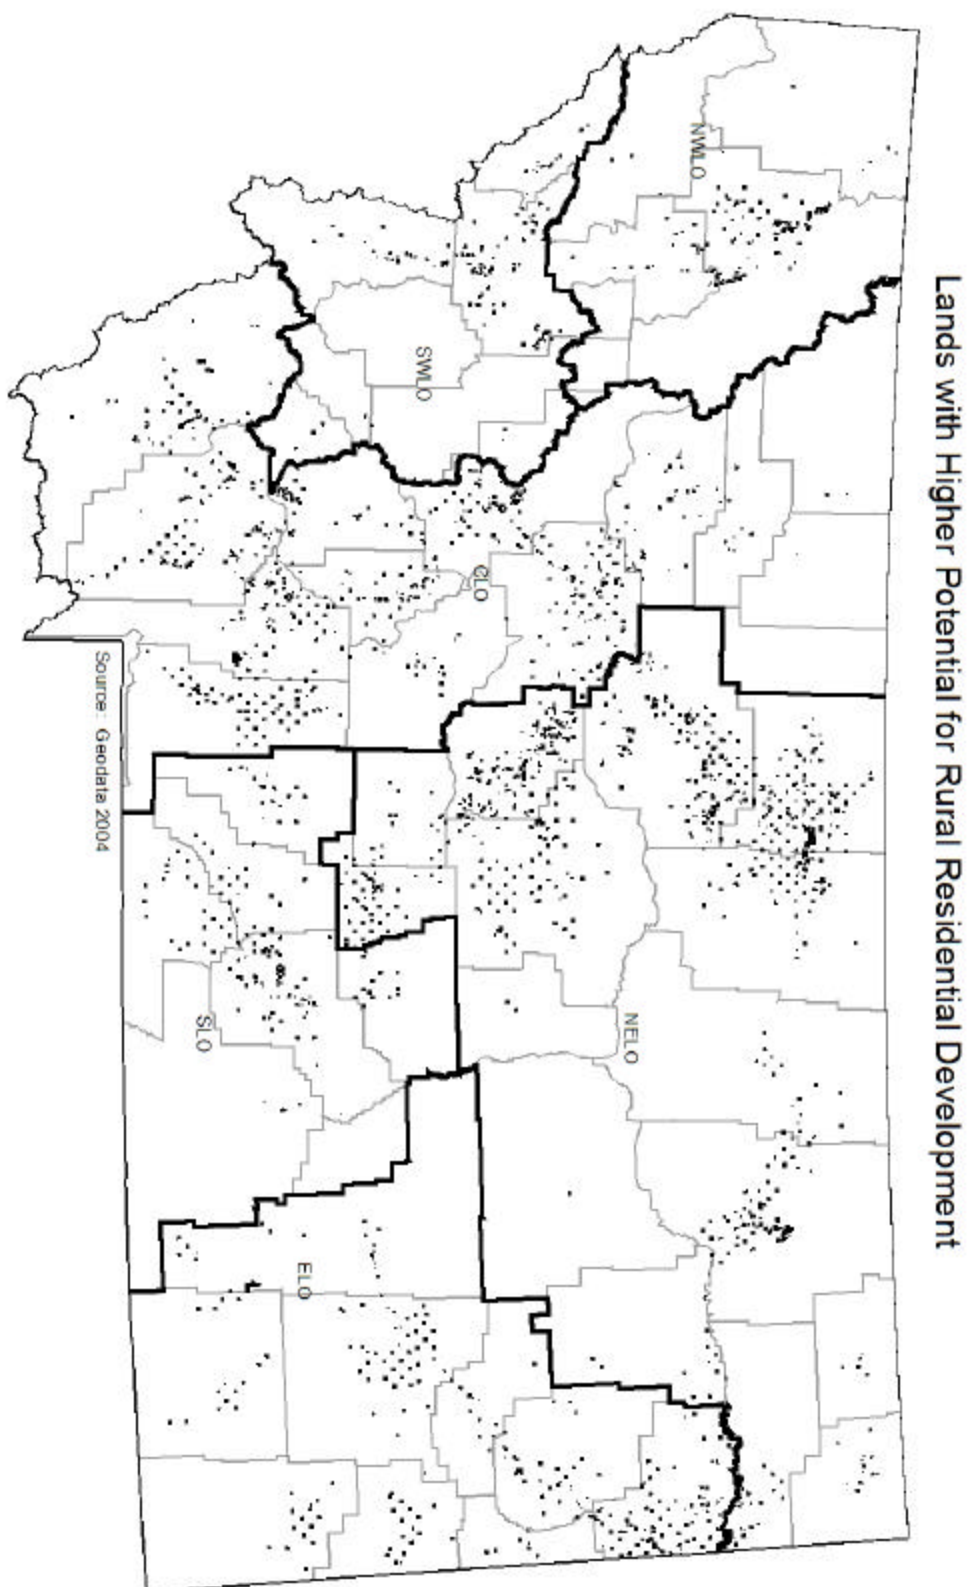 Lands with Higher Potential for Rural Residential Development
NWLO
SWLO
CLO
NELO
SLO
ELO
Source: Geodata 2004